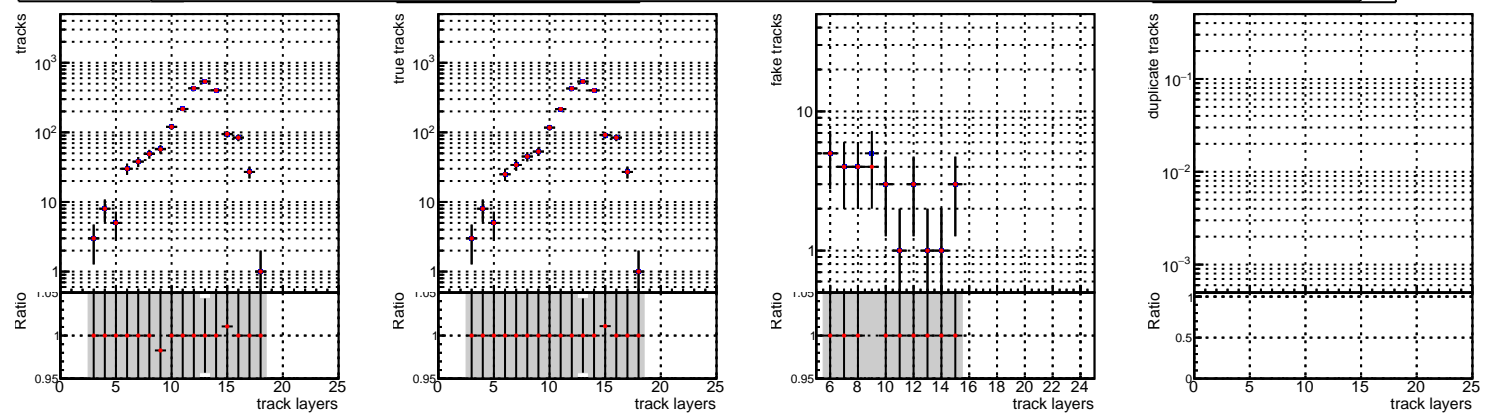 tracks
10³
10²
10
1
1.05
Ratio
1
0.95
0 5 10 15 20 25
track layers
true tracks
10³
10²
10
1
1.05
Ratio
1
0.95
0 5 10 15 20 25
track layers
fake tracks
10
1
1.05
Ratio
1
0.95
6 8 10 12 14 16 18 20 22 24
track layers
duplicate tracks
10⁻¹
10⁻²
10⁻³
Ratio
1
0.5
0
0 5 10 15 20 25
track layers